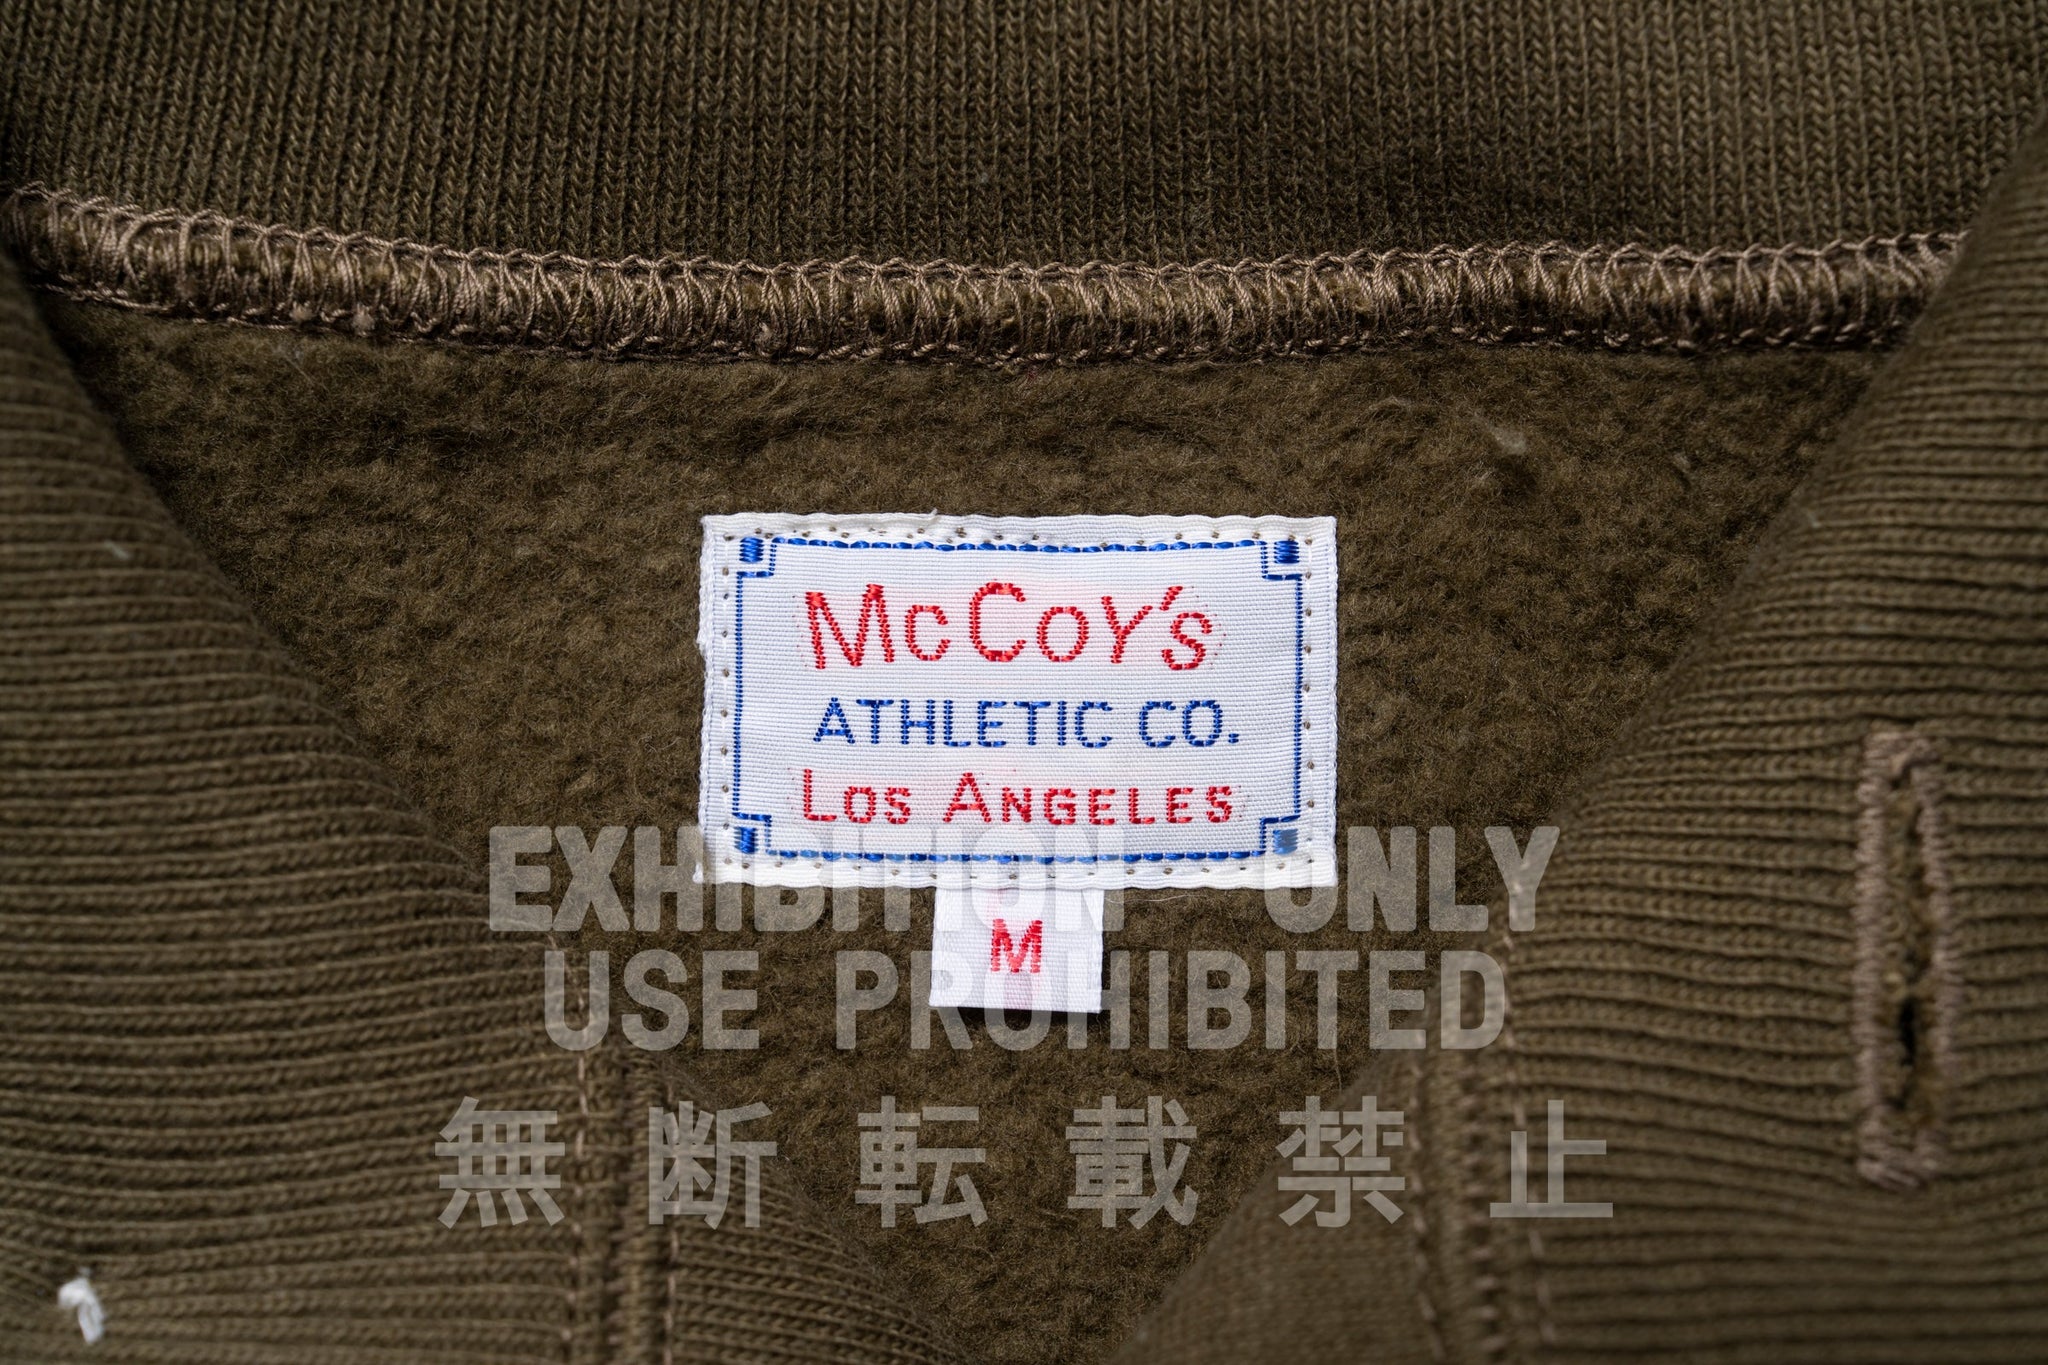 McCoy's
ATHLETIC CO.
Los Angeles
M
EXHIBITION ONLY
USE PROHIBITED
無断転載禁止